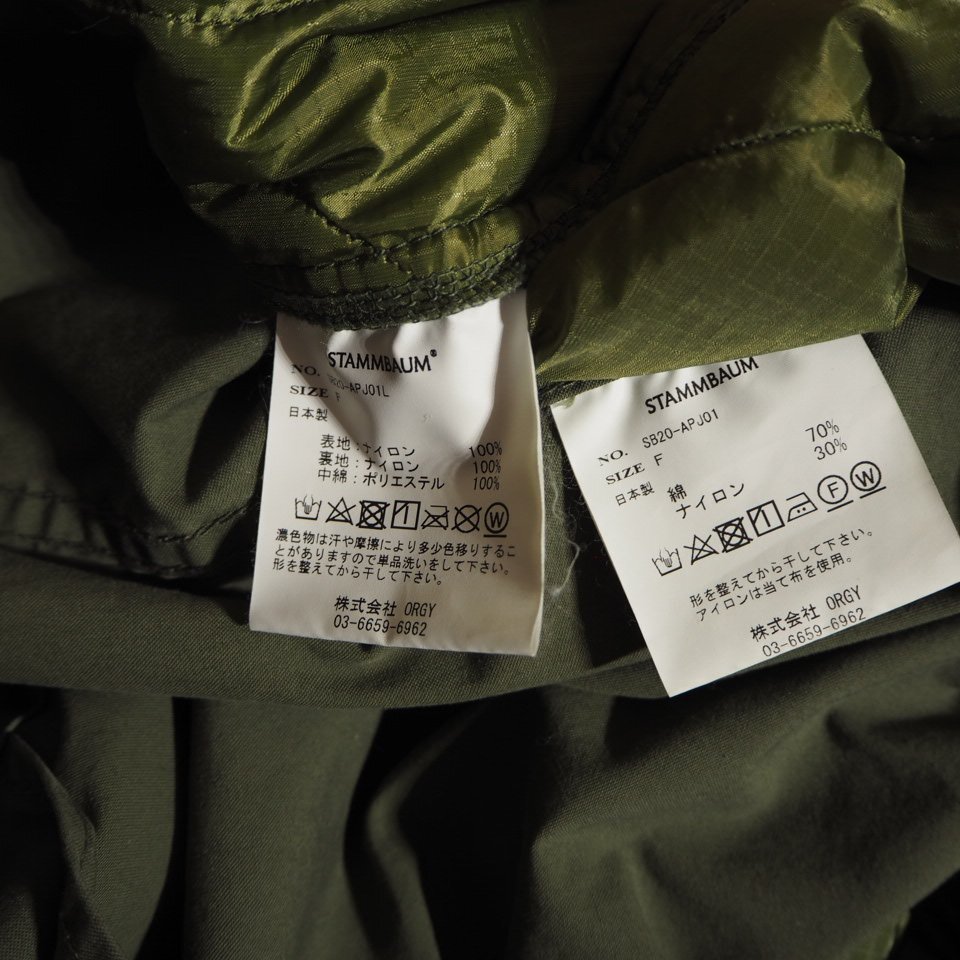 STAMMBAUM®
NO. SB20-APJ01L
SIZE F
日本製
表地:ナイロン 100%
裏地:ナイロン 100%
中綿:ポリエステル 100%
W
濃色物は汗や摩擦により多少色移りするこ
とがありますので単品洗いをして下さい。
形を整えてから干して下さい。
株式会社 ORGY
03-6659-6962
STAMMBAUM
NO. SB20-APJ01
SIZE F
日本製 綿 70%
ナイロン 30%
F W
形を整えてから干して下さい。
アイロンは当て布を使用。
株式会社 ORGY
03-6659-6962